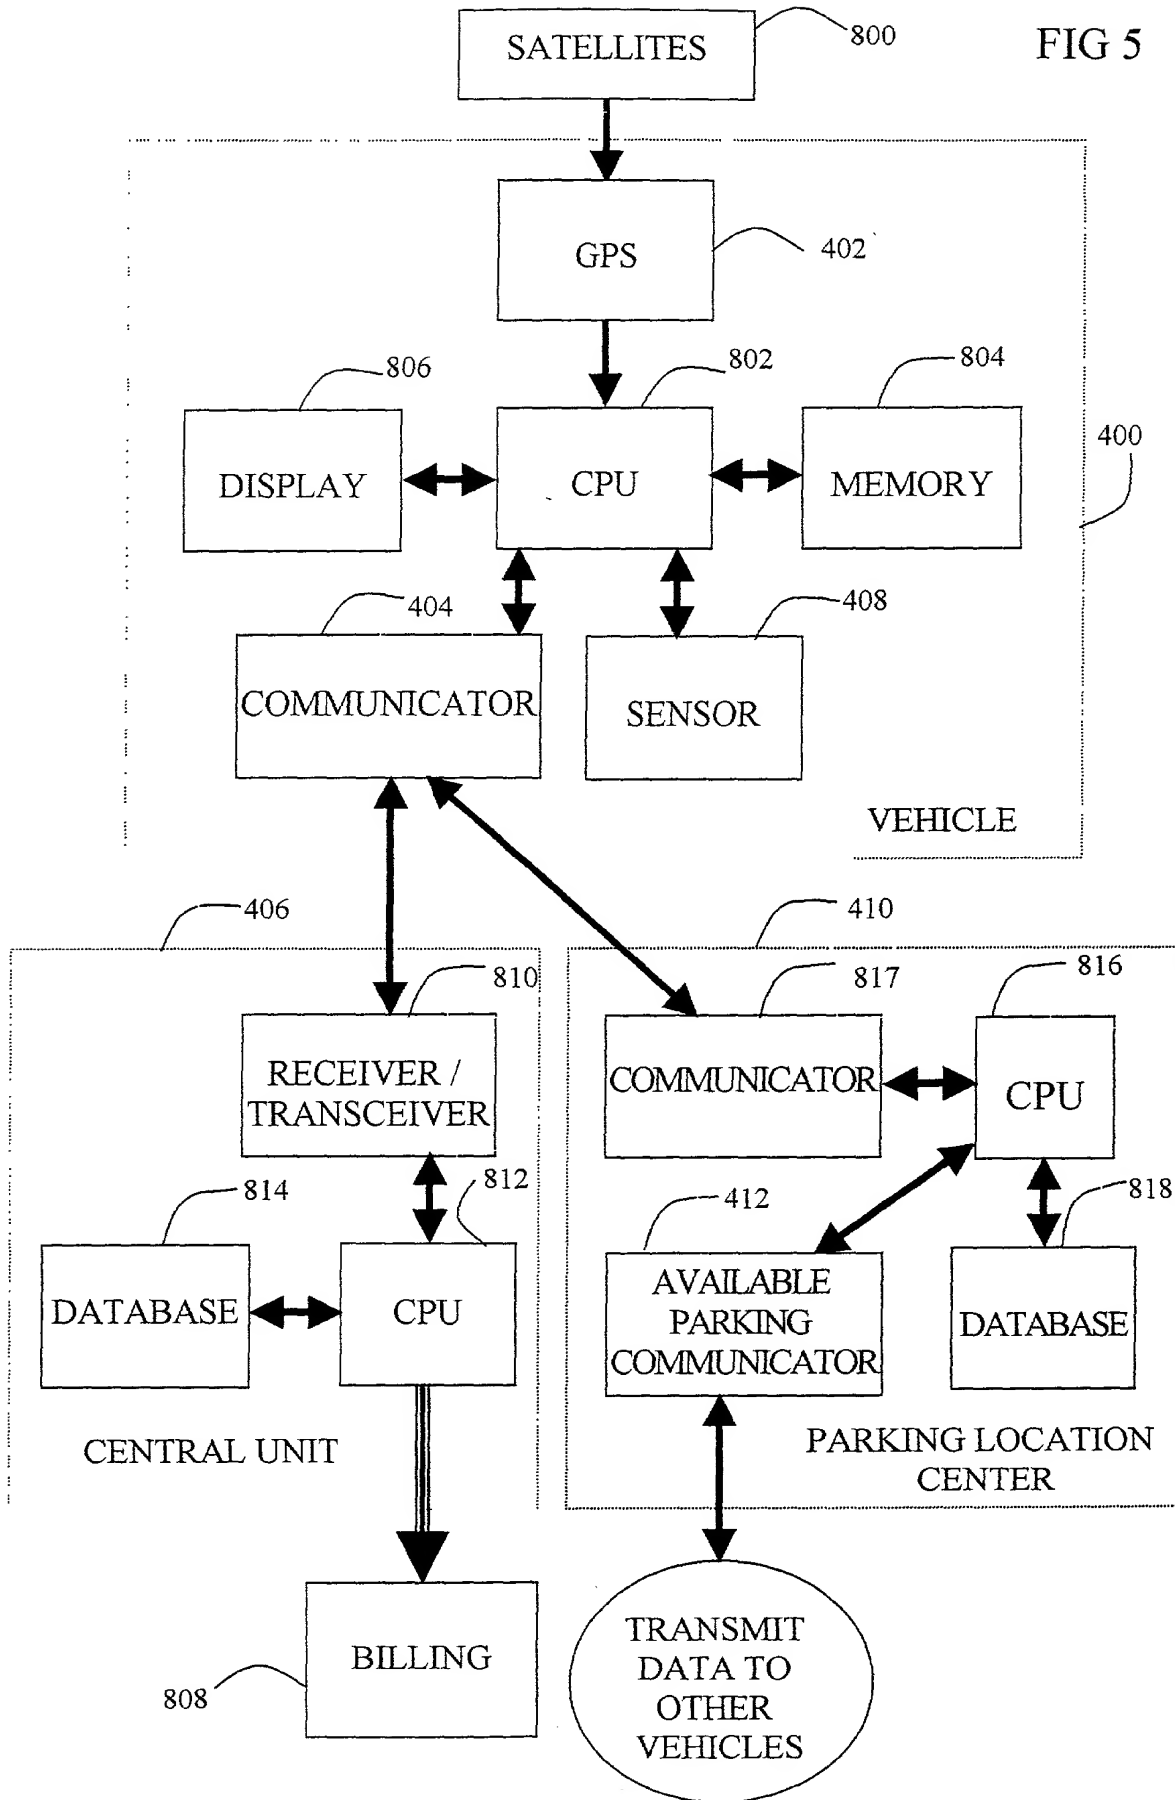 SATELLITES
800
FIG 5
GPS
402
806
802
804
400
DISPLAY
CPU
MEMORY
404
408
COMMUNICATOR
SENSOR
VEHICLE
406
410
810
817
816
RECEIVER /
TRANSCEIVER
COMMUNICATOR
CPU
814
812
412
818
DATABASE
CPU
AVAILABLE
PARKING
COMMUNICATOR
DATABASE
CENTRAL UNIT
PARKING LOCATION
CENTER
BILLING
808
TRANSMIT
DATA TO
OTHER
VEHICLES